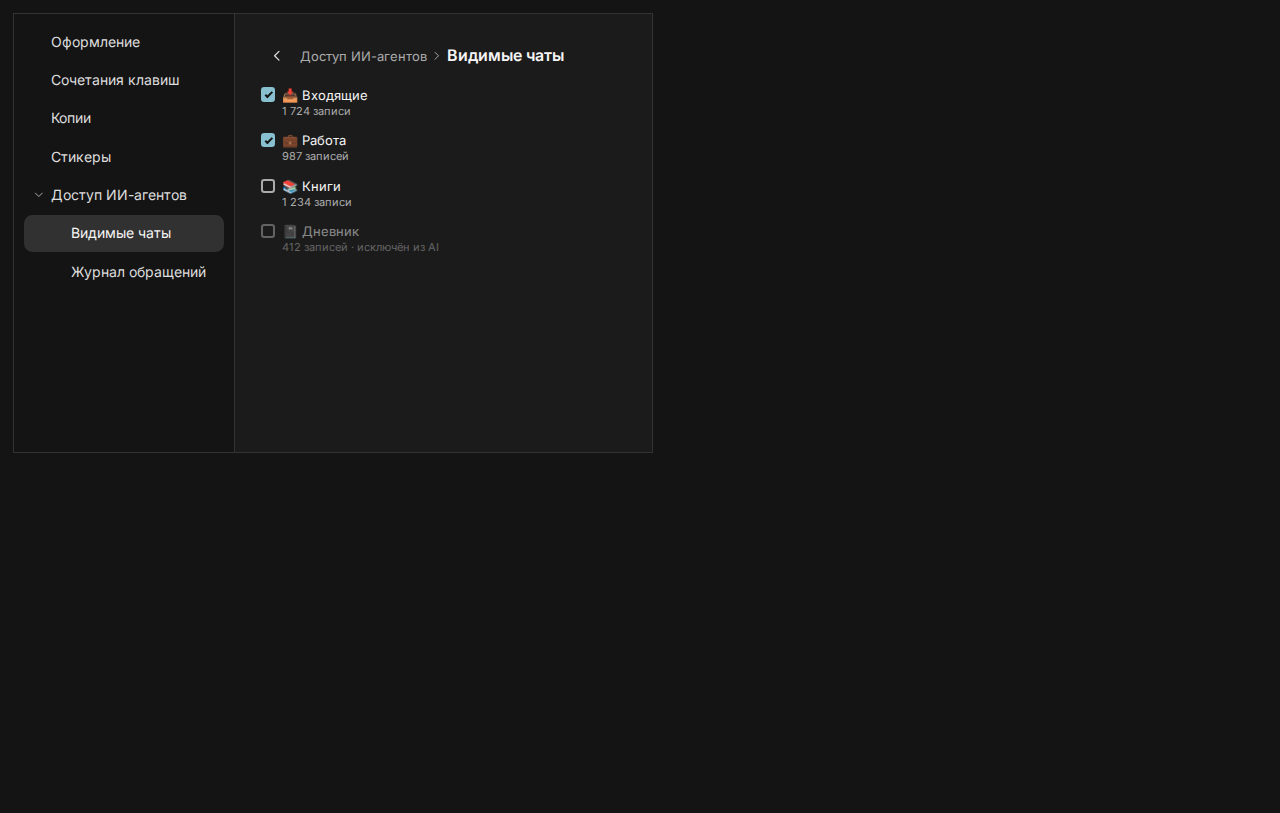 Оформление
Сочетания клавиш
Копии
Стикеры
Доступ ИИ-агентов
Видимые чаты
Журнал обращений
Доступ ИИ-агентов > Видимые чаты
📥 Входящие
1 724 записи
💼 Работа
987 записей
📚 Книги
1 234 записи
📓 Дневник
412 записей · исключён из AI